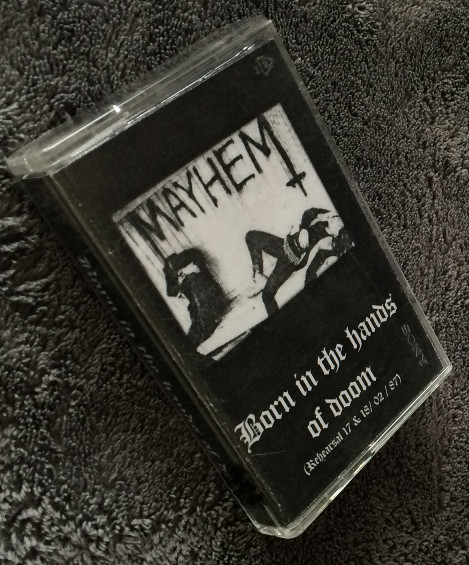 MAYHEM
Born in the hands
of doom
(Rehearsal 17 & 18/ 02 / 87)